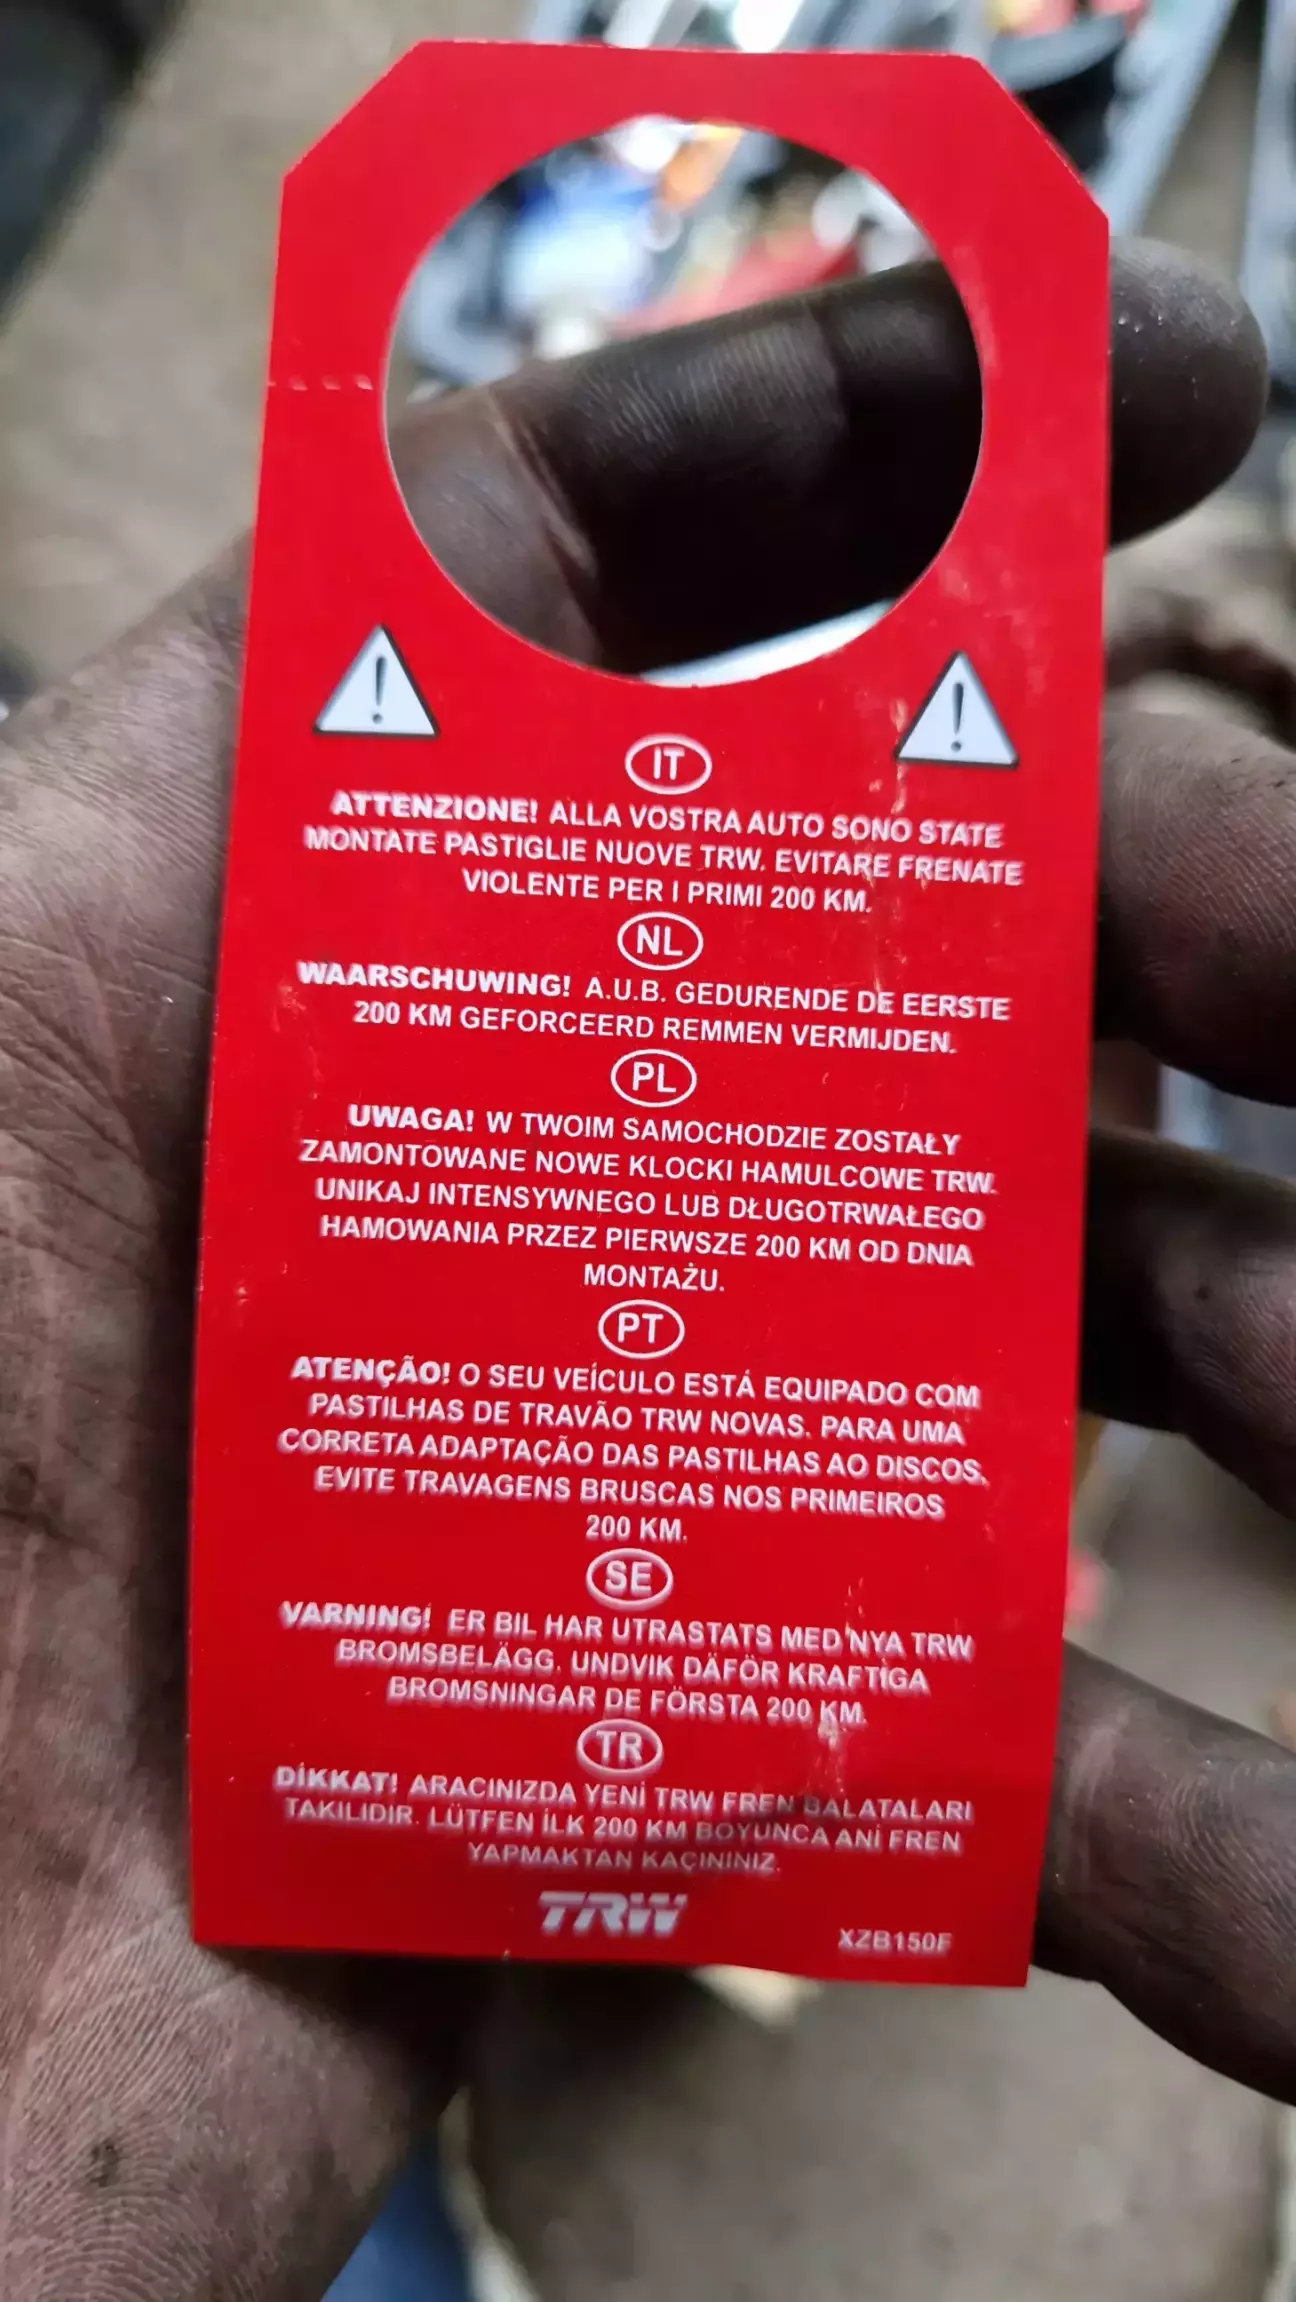 IT
ATTENZIONE! ALLA VOSTRA AUTO SONO STATE
MONTATE PASTIGLIE NUOVE TRW. EVITARE FRENATE
VIOLENTE PER I PRIMI 200 KM.
NL
WAARSCHUWING! A.U.B. GEDURENDE DE EERSTE
200 KM GEFORCEERD REMMEN VERMIJDEN.
PL
UWAGA! W TWOIM SAMOCHODZIE ZOSTAŁY
ZAMONTOWANE NOWE KLOCKI HAMULCOWE TRW.
UNIKAJ INTENSYWNEGO LUB DŁUGOTRWAŁEGO
HAMOWANIA PRZEZ PIERWSZE 200 KM OD DNIA
MONTAŻU.
PT
ATENÇÃO! O SEU VEÍCULO ESTÁ EQUIPADO COM
PASTILHAS DE TRAVÃO TRW NOVAS. PARA UMA
CORRETA ADAPTAÇÃO DAS PASTILHAS AO DISCOS,
EVITE TRAVAGENS BRUSCAS NOS PRIMEIROS
200 KM.
SE
VARNING! ER BIL HAR UTRASTATS MED NYA TRW
BROMSBELÄGG. UNDVIK DÄFÖR KRAFTIGA
BROMSNINGAR DE FÖRSTA 200 KM.
TR
DİKKAT! ARACINIZDA YENİ TRW FREN BALATALARI
TAKILIDIR. LÜTFEN İLK 200 KM BOYUNCA ANİ FREN
YAPMAKTAN KAÇININIZ.
TRW
XZB150F